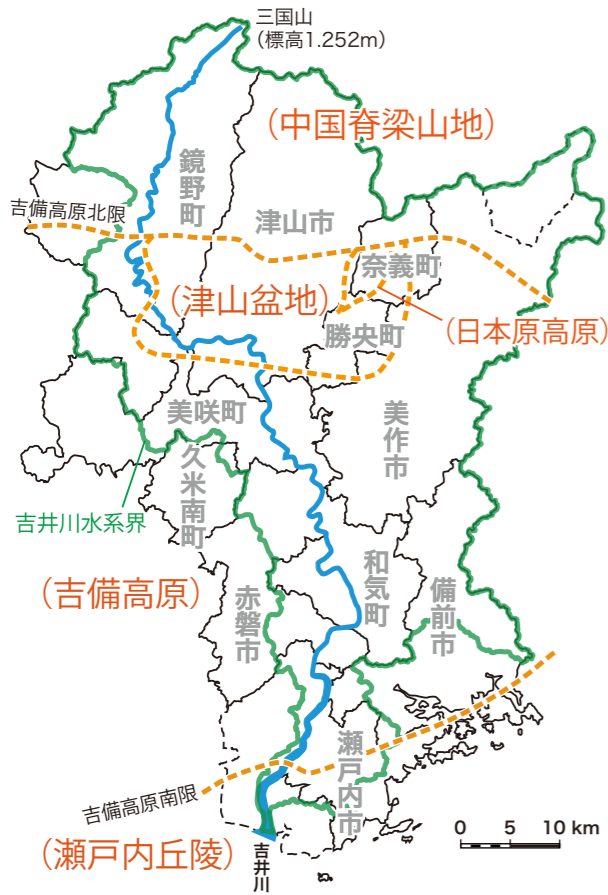 三国山
（標高1.252m）
（中国脊梁山地）
鏡野町
津山市
吉備高原北限
奈義町
（津山盆地）
勝央町
（日本原高原）
美咲町
美作市
久米南町
吉井川水系界
（吉備高原）
赤磐市
和気町
備前市
瀬戸内市
吉備高原南限
（瀬戸内丘陵）
吉井川
0 5 10 km